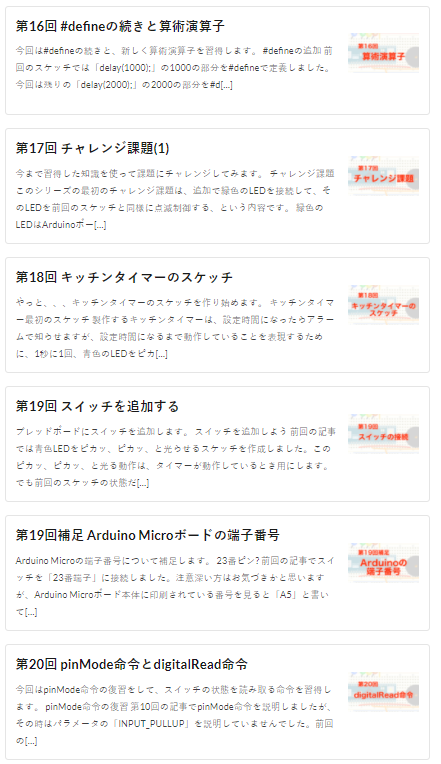 第16回 #defineの続きと算術演算子
今回は#defineの続きと、新しく算術演算子を習得します。 #defineの追加 前
回のスケッチでは「delay(1000);」の1000の部分を#defineで定義しました。
今回は残りの「delay(2000);」の2000の部分を#d[...]
第16回
算術演算子
第17回 チャレンジ課題(1)
今まで習得した知識を使って課題にチャレンジしてみます。 チャレンジ課題
このシリーズの最初のチャレンジ課題は、追加で緑色のLEDを接続して、そ
のLEDを前回のスケッチと同様に点滅制御する、という内容です。 緑色の
LEDはArduinoボー[...]
第17回
チャレンジ課題
第18回 キッチンタイマーのスケッチ
やっと、、、キッチンタイマーのスケッチを作り始めます。 キッチンタイマ
ー最初のスケッチ 製作するキッチンタイマーは、設定時間になったらアラー
ムで知らせますが、設定時間になるまで動作していることを表現するため
に、1秒に1回、青色のLEDをピカ[...]
第18回
キッチンタイマーの
スケッチ
第19回 スイッチを追加する
ブレッドボードにスイッチを追加します。 スイッチを追加しよう 前回の記事
では青色LEDをピカッ、ピカッ、と光らせるスケッチを作成しました。この
ピカッ、ピカッ、と光る動作は、タイマーが動作しているとき用にします。
でも前回のスケッチの状態だ[...]
第19回
スイッチの接続
第19回補足 Arduino Microボードの端子番号
Arduino Microの端子番号について補足します。 23番ピン? 前回の記事でスイ
ッチを「23番端子」に接続しました。注意深い方はお気づきかと思います
が、Arduino Microボード本体に印刷されている番号を見ると「A5」と書い
て[...]
第19回補足
Arduinoの
端子番号
第20回 pinMode命令とdigitalRead命令
今回はpinMode命令の復習をして、スイッチの状態を読み取る命令を習得し
ます。 pinMode命令の復習 第10回の記事でpinMode命令を説明しましたが、
その時はパラメータの「INPUT_PULLUP」を説明していませんでした。前回
の[...]
第20回
digitalRead命令